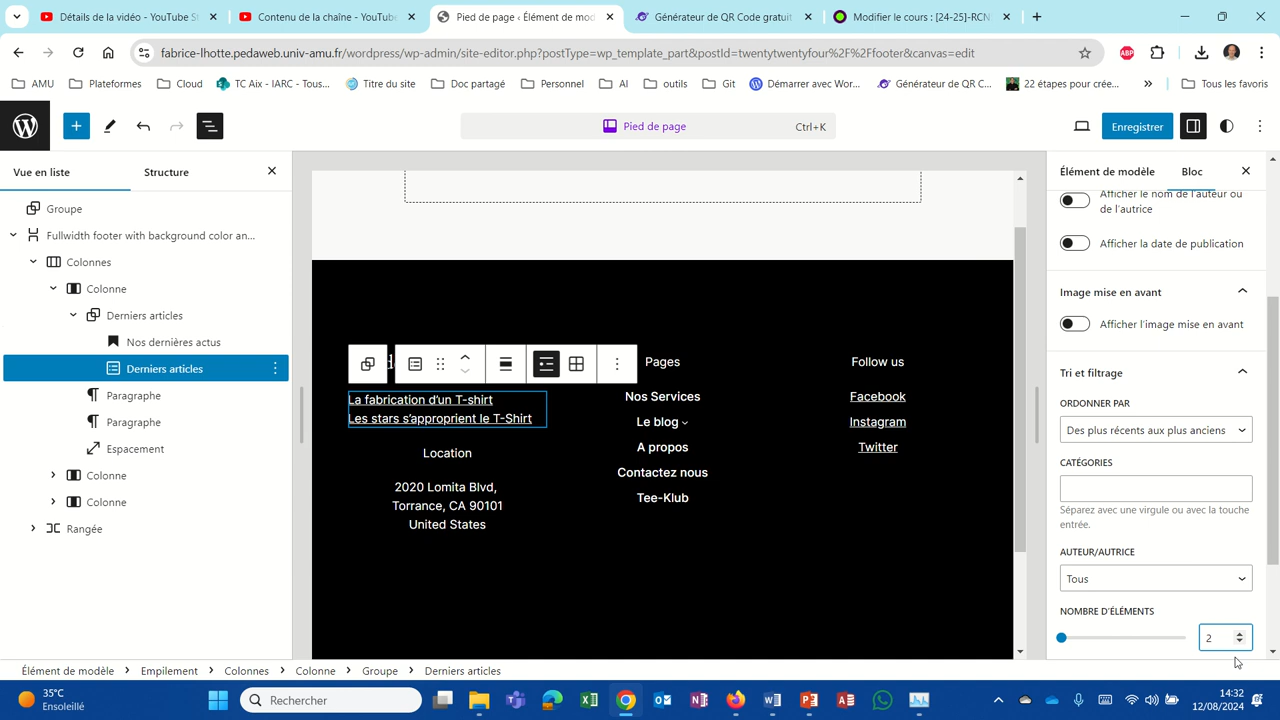 Détails de la vidéo - YouTube St
Contenu de la chaîne - YouTube
Pied de page ‹ Élément de mod
Générateur de QR Code gratuit
Modifier le cours : [24-25]-RCN
fabrice-lhotte.pedaweb.univ-amu.fr/wordpress/wp-admin/site-editor.php?postType=wp_template_part&postId=twentytwentyfour%2F%2Ffooter&canvas=edit
ABP
AMU
Plateformes
Cloud
TC Aix - IARC - Tous...
Titre du site
Doc partagé
Personnel
AI
outils
Git
Démarrer avec Wor...
Générateur de QR C...
22 étapes pour crée...
Tous les favoris
Pied de page
Ctrl+K
Enregistrer
Vue en liste
Structure
Groupe
Fullwidth footer with background color an...
Colonnes
Colonne
Derniers articles
Nos dernières actus
Derniers articles
Paragraphe
Paragraphe
Espacement
Colonne
Colonne
Rangée
La fabrication d'un T-shirt
Les stars s'approprient le T-Shirt
Location
2020 Lomita Blvd,
Torrance, CA 90101
United States
Pages
Nos Services
Le blog
A propos
Contactez nous
Tee-Klub
Follow us
Facebook
Instagram
Twitter
Élément de modèle
Bloc
Afficher le nom de l'auteur ou
de l'autrice
Afficher la date de publication
Image mise en avant
Afficher l'image mise en avant
Tri et filtrage
ORDONNER PAR
Des plus récents aux plus anciens
CATÉGORIES
Séparez avec une virgule ou avec la touche
entrée.
AUTEUR/AUTRICE
Tous
NOMBRE D'ÉLÉMENTS
2
Élément de modèle
Empilement
Colonnes
Colonne
Groupe
Derniers articles
35°C
Ensoleillé
Rechercher
14:32
12/08/2024